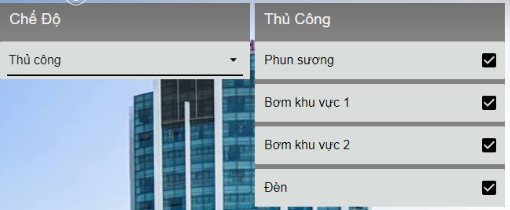 Chế Độ
Thủ công
Thủ Công
Phun sương
Bơm khu vực 1
Bơm khu vực 2
Đèn